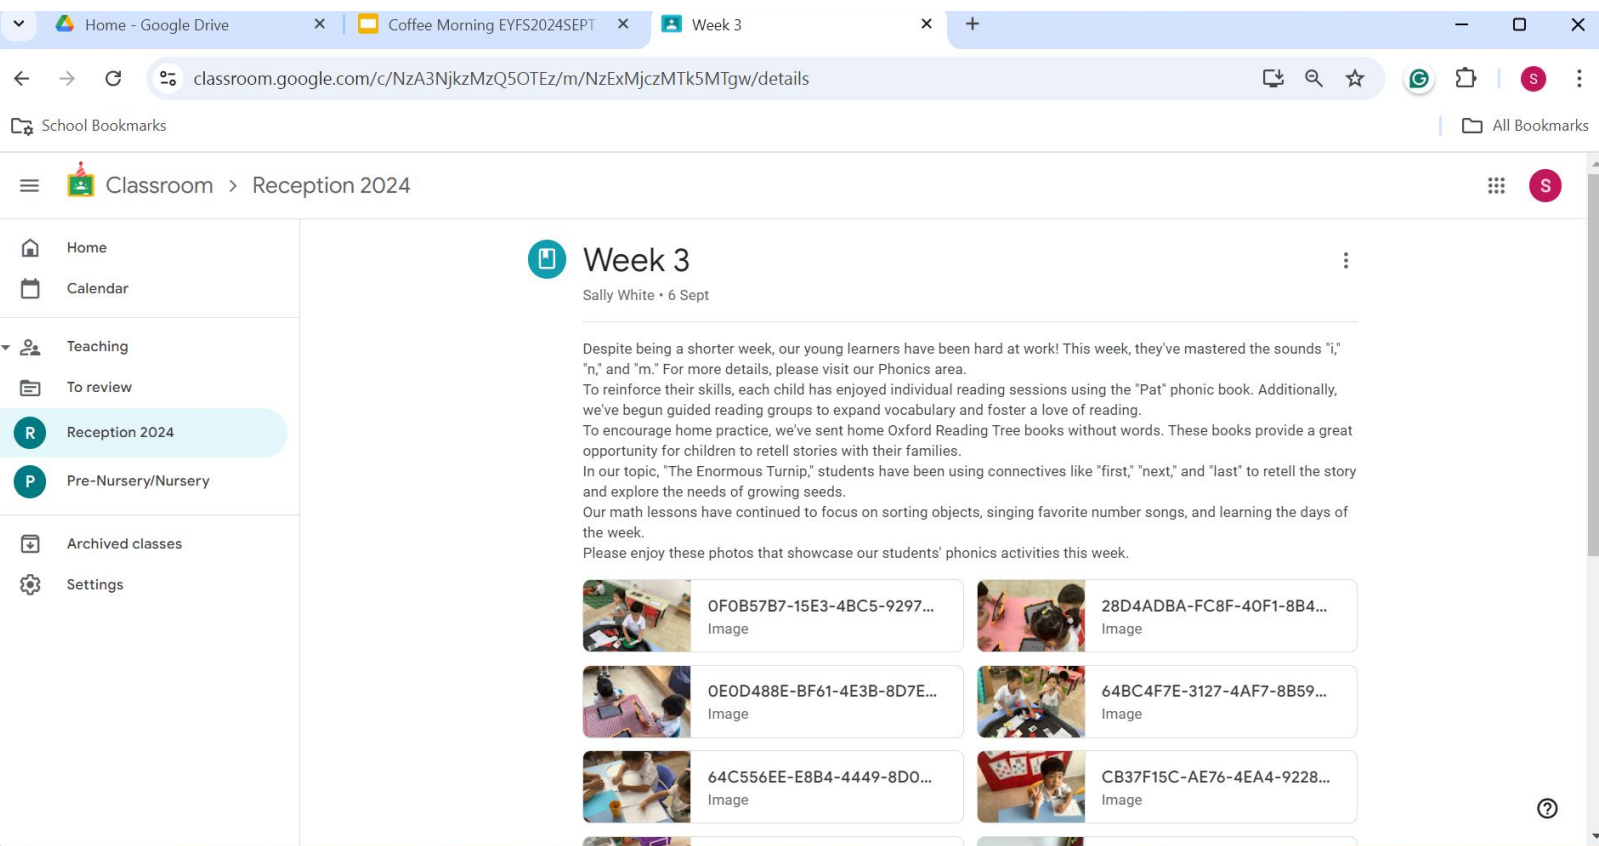 Home - Google Drive
Coffee Morning EYFS2024SEPT
Week 3
classroom.google.com/c/NzA3NjkzMzQ5OTEz/m/NzExMjczMTk5MTgw/details
S
School Bookmarks
All Bookmarks
Classroom > Reception 2024
S
Home
Calendar
Teaching
To review
R Reception 2024
P Pre-Nursery/Nursery
Archived classes
Settings
Week 3
Sally White • 6 Sept
Despite being a shorter week, our young learners have been hard at work! This week, they've mastered the sounds "i,"
"n," and "m." For more details, please visit our Phonics area.
To reinforce their skills, each child has enjoyed individual reading sessions using the "Pat" phonic book. Additionally,
we've begun guided reading groups to expand vocabulary and foster a love of reading.
To encourage home practice, we've sent home Oxford Reading Tree books without words. These books provide a great
opportunity for children to retell stories with their families.
In our topic, "The Enormous Turnip," students have been using connectives like "first," "next," and "last" to retell the story
and explore the needs of growing seeds.
Our math lessons have continued to focus on sorting objects, singing favorite number songs, and learning the days of
the week.
Please enjoy these photos that showcase our students' phonics activities this week.
0F0B57B7-15E3-4BC5-9297...
Image
28D4ADBA-FC8F-40F1-8B4...
Image
0E0D488E-BF61-4E3B-8D7E...
Image
64BC4F7E-3127-4AF7-8B59...
Image
64C556EE-E8B4-4449-8D0...
Image
CB37F15C-AE76-4EA4-9228...
Image